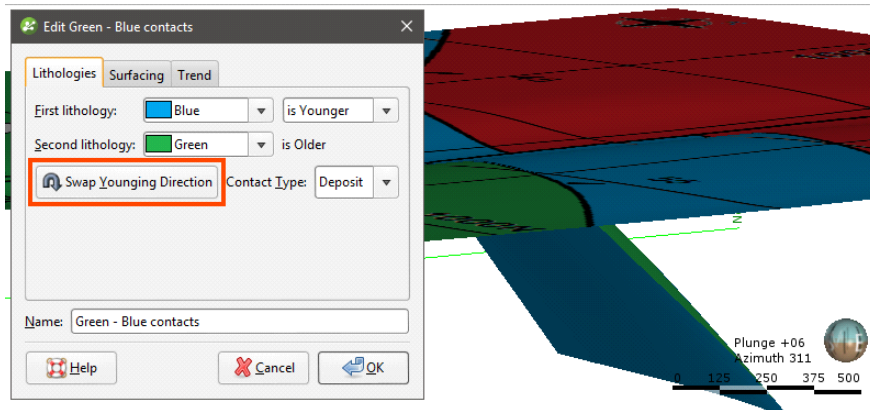 Edit Green - Blue contacts
Lithologies Surfacing Trend
First lithology: Blue is Younger
Second lithology: Green is Older
Swap Younging Direction Contact Type: Deposit
Name: Green - Blue contacts
Help Cancel OK
N
Plunge +06
Azimuth 311
0 125 250 375 500